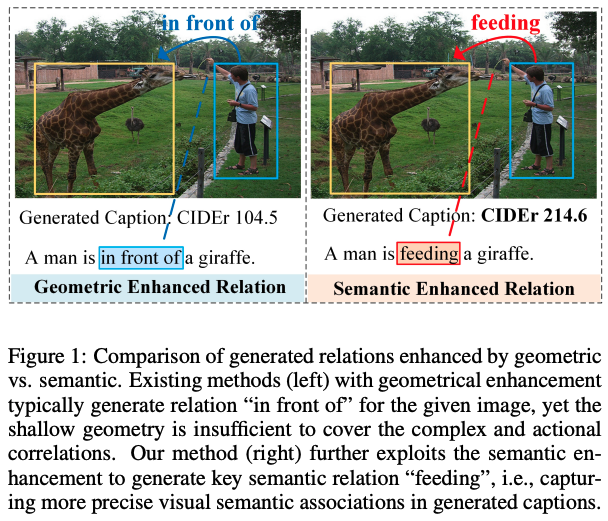 in front of
feeding
Generated Caption: CIDEr 104.5
Generated Caption: CIDEr 214.6
A man is in front of a giraffe.
A man is feeding a giraffe.
Geometric Enhanced Relation
Semantic Enhanced Relation
Figure 1: Comparison of generated relations enhanced by geometric
vs. semantic. Existing methods (left) with geometrical enhancement
typically generate relation “in front of” for the given image, yet the
shallow geometry is insufficient to cover the complex and actional
correlations. Our method (right) further exploits the semantic en-
hancement to generate key semantic relation “feeding”, i.e., captur-
ing more precise visual semantic associations in generated captions.